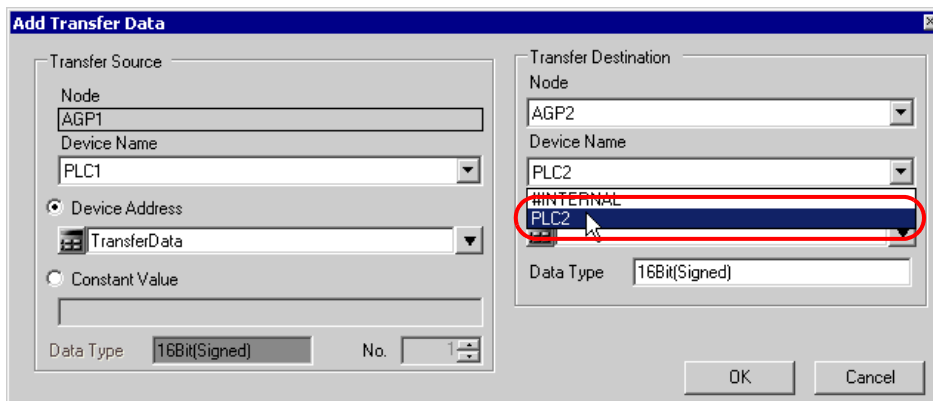 Add Transfer Data
Transfer Source
Node
AGP1
Device Name
PLC1
Device Address
TransferData
Constant Value
Data Type 16Bit(Signed) No. 1
Transfer Destination
Node
AGP2
Device Name
PLC2
#INTERNAL
PLC2
Data Type 16Bit(Signed)
OK Cancel